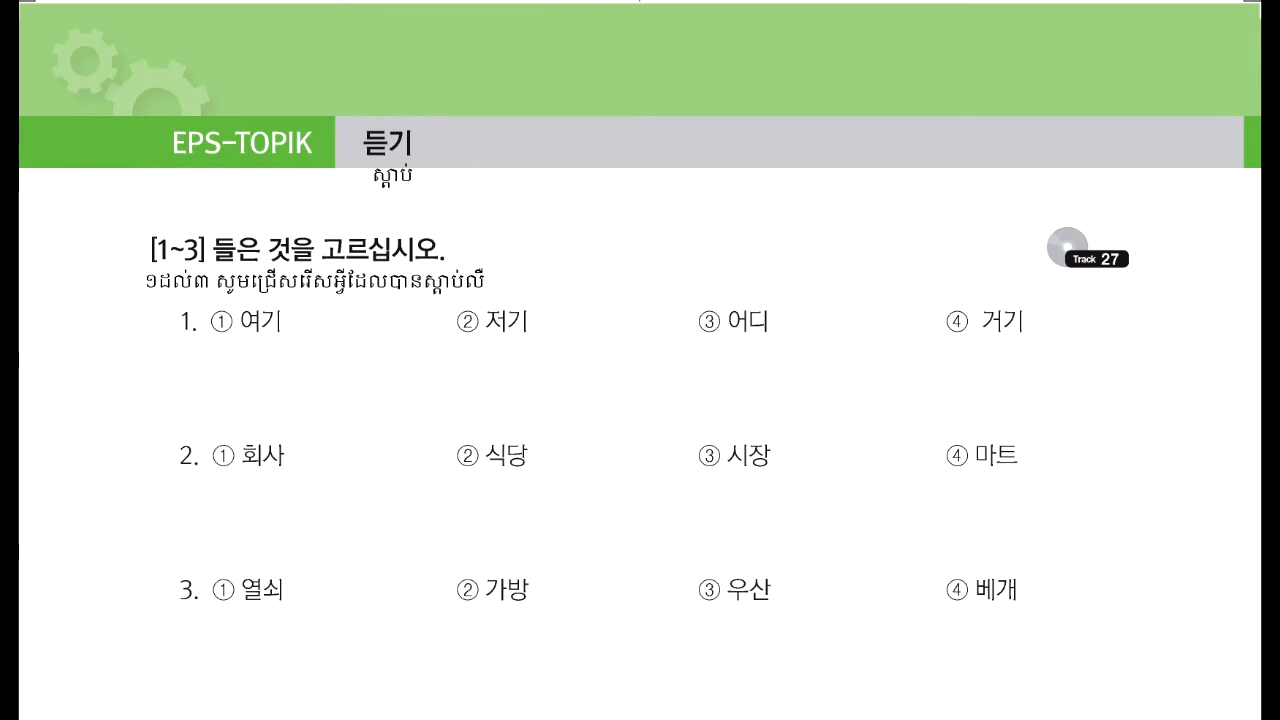 EPS-TOPIK 듣기
ស្តាប់
[1~3] 들은 것을 고르십시오.
Track 27
១ដល់៣ សូមជ្រើសរើសអ្វីដែលបានស្តាប់លឺ
1. ① 여기 ② 저기 ③ 어디 ④ 거기
2. ① 회사 ② 식당 ③ 시장 ④ 마트
3. ① 열쇠 ② 가방 ③ 우산 ④ 베개